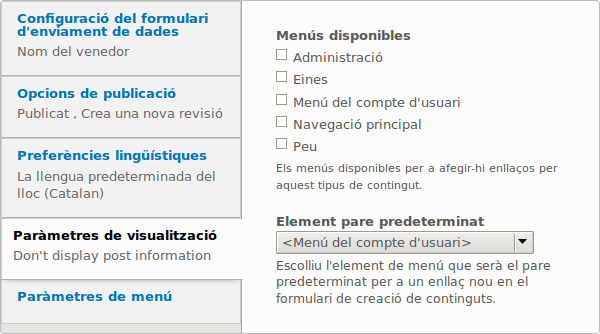 Configuració del formulari
d'enviament de dades
Nom del venedor
Opcions de publicació
Publicat , Crea una nova revisió
Preferències lingüístiques
La llengua predeterminada del
lloc (Catalan)
Paràmetres de visualització
Don't display post information
Paràmetres de menú
Menús disponibles
Administració
Eines
Menú del compte d'usuari
Navegació principal
Peu
Els menús disponibles per a afegir-hi enllaços per
aquest tipus de contingut.
Element pare predeterminat
<Menú del compte d'usuari>
Escolliu l'element de menú que serà el pare
predeterminat per a un enllaç nou en el
formulari de creació de continguts.